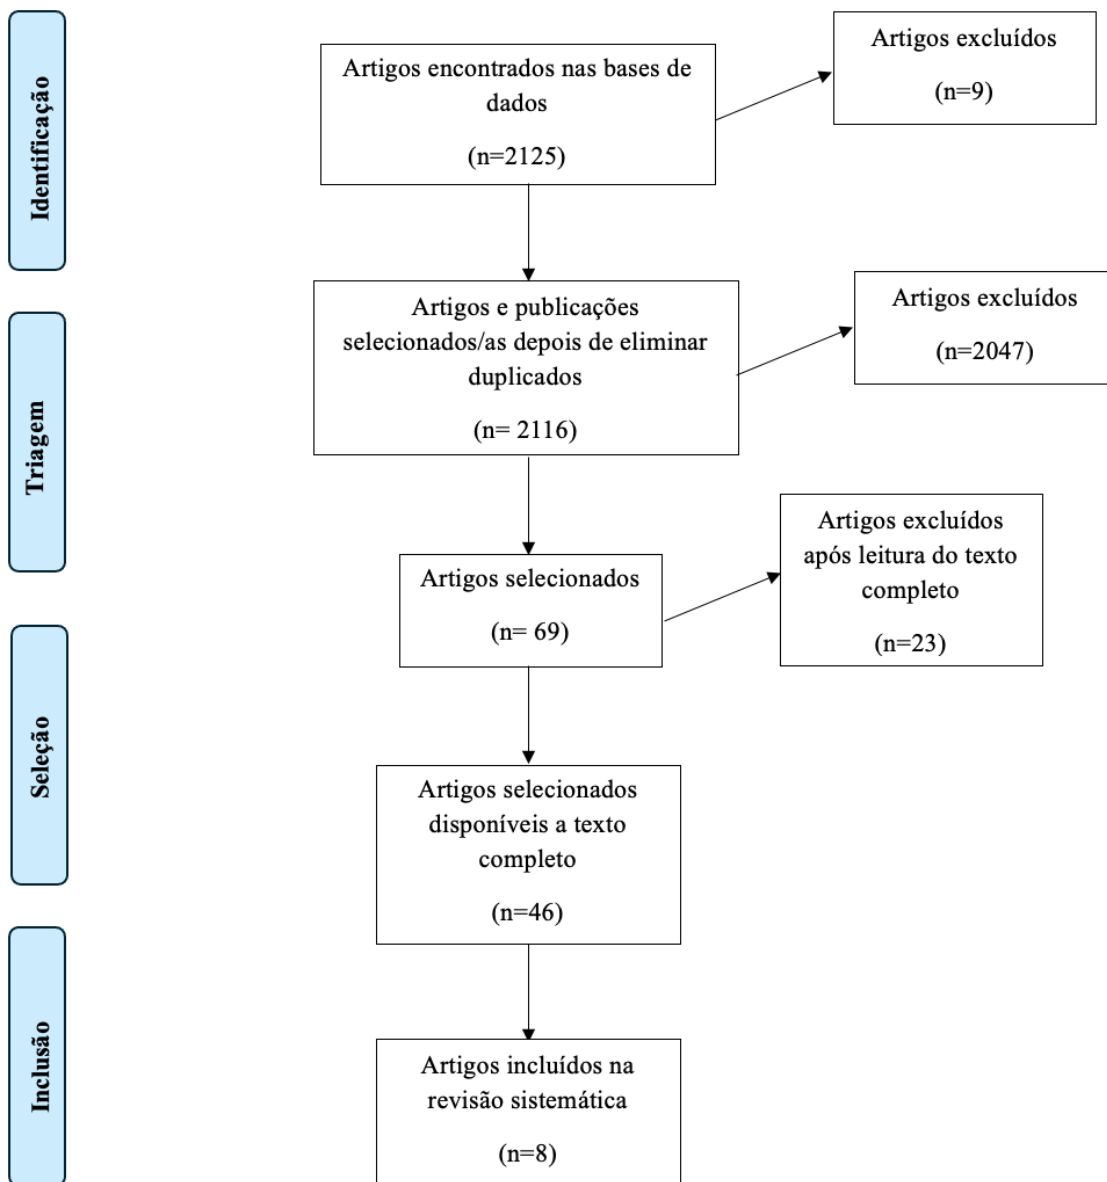 Identificação
Artigos encontrados nas bases de
dados
(n=2125)
Artigos excluídos
(n=9)
Triagem
Artigos e publicações
selecionados/as depois de eliminar
duplicados
(n= 2116)
Artigos excluídos
(n=2047)
Artigos selecionados
(n= 69)
Artigos excluídos
após leitura do texto
completo
(n=23)
Seleção
Artigos selecionados
disponíveis a texto
completo
(n=46)
Inclusão
Artigos incluídos na
revisão sistemática
(n=8)